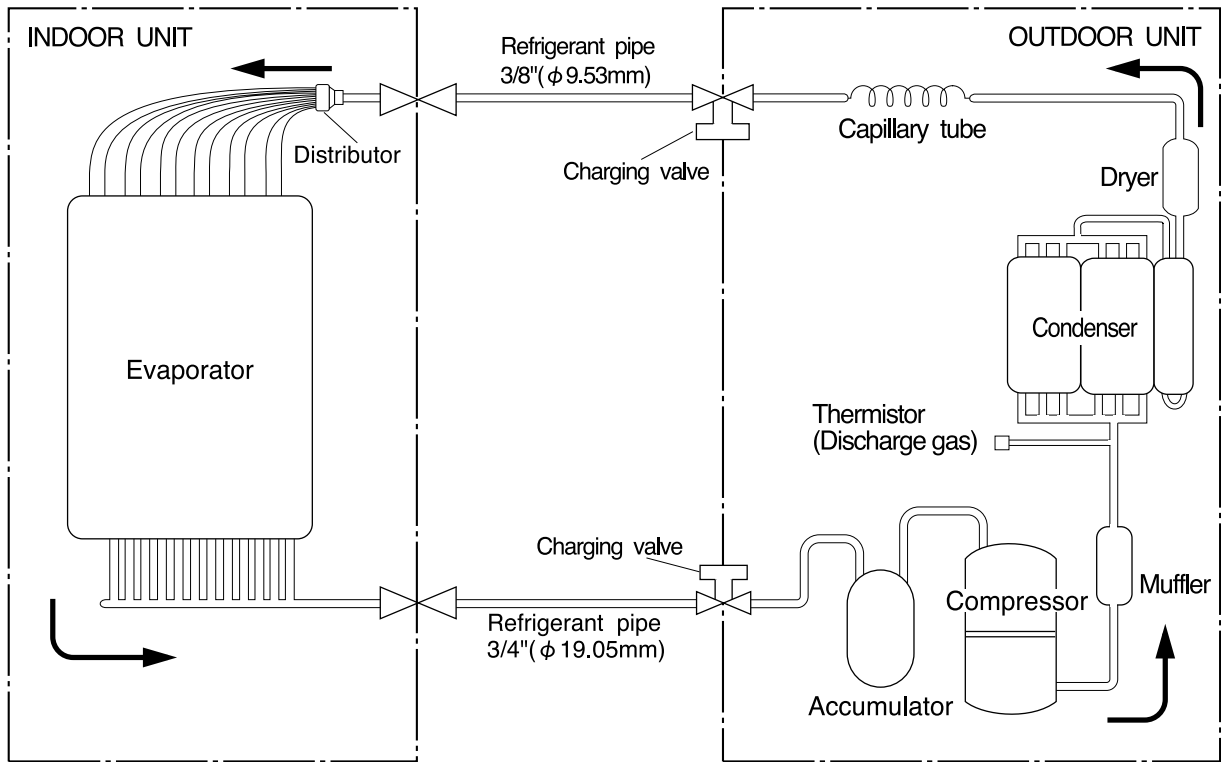 INDOOR UNIT
Refrigerant pipe
3/8"(φ9.53mm)
OUTDOOR UNIT
Distributor
Charging valve
Capillary tube
Dryer
Evaporator
Condenser
Thermistor
(Discharge gas)
Charging valve
Refrigerant pipe
3/4"(φ19.05mm)
Accumulator
Compressor
Muffler